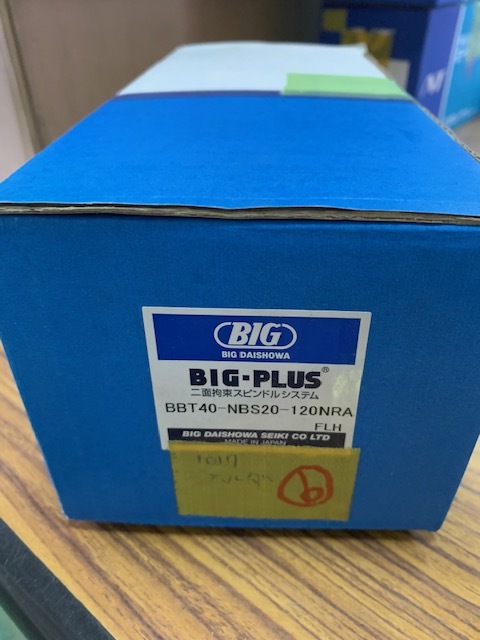 BIG
BIG DAISHOWA
BIG-PLUS®
二面拘束スピンドルシステム
BBT40-NBS20-120NRA
FLH
BIG DAISHOWA SEIKI CO LTD
MADE IN JAPAN
6